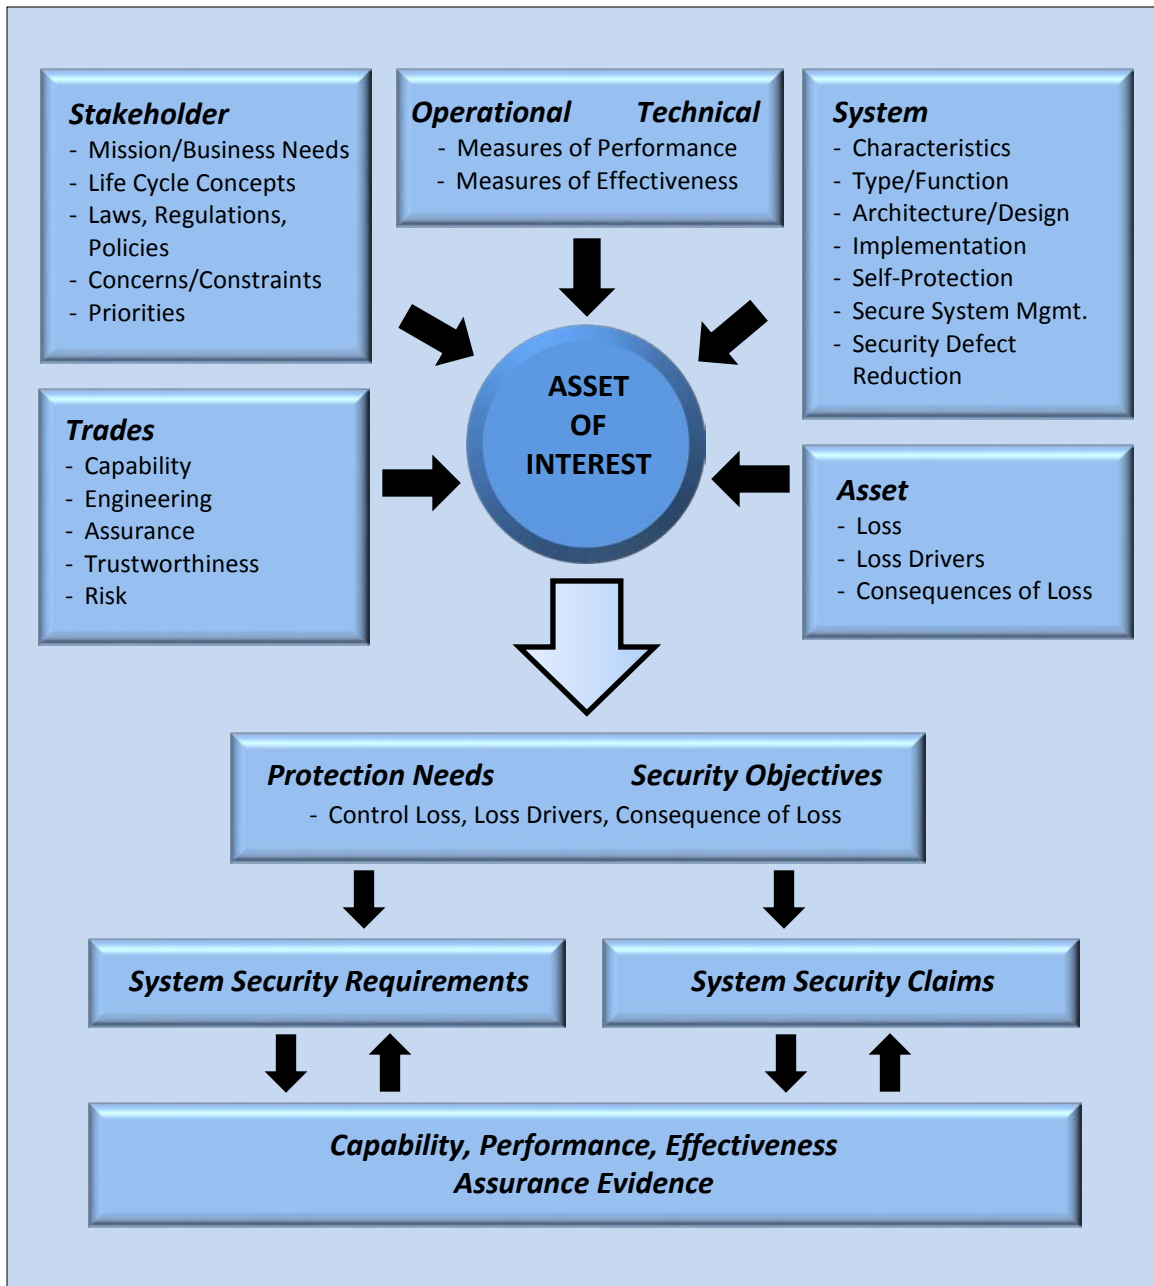 Stakeholder
- Mission/Business Needs
- Life Cycle Concepts
- Laws, Regulations,
Policies
- Concerns/Constraints
- Priorities
Operational Technical
- Measures of Performance
- Measures of Effectiveness
System
- Characteristics
- Type/Function
- Architecture/Design
- Implementation
- Self-Protection
- Secure System Mgmt.
- Security Defect
Reduction
Trades
- Capability
- Engineering
- Assurance
- Trustworthiness
- Risk
ASSET
OF
INTEREST
Asset
- Loss
- Loss Drivers
- Consequences of Loss
Protection Needs Security Objectives
- Control Loss, Loss Drivers, Consequence of Loss
System Security Requirements
System Security Claims
Capability, Performance, Effectiveness
Assurance Evidence